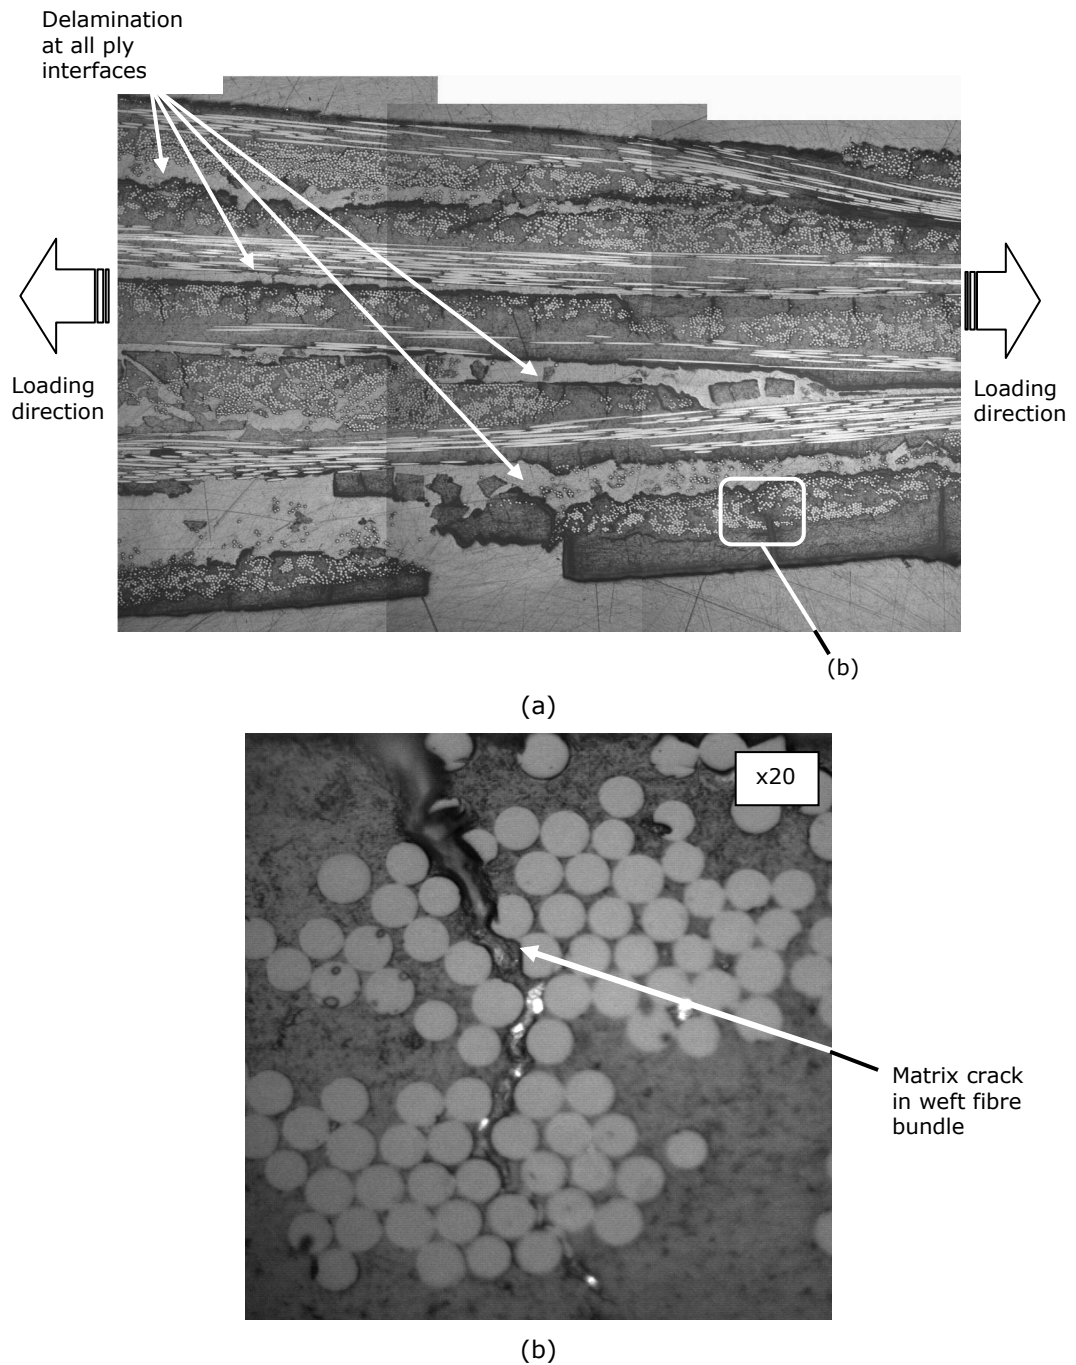 Delamination
at all ply
interfaces
Loading
direction
Loading
direction
(b)
(a)
x20
Matrix crack
in weft fibre
bundle
(b)